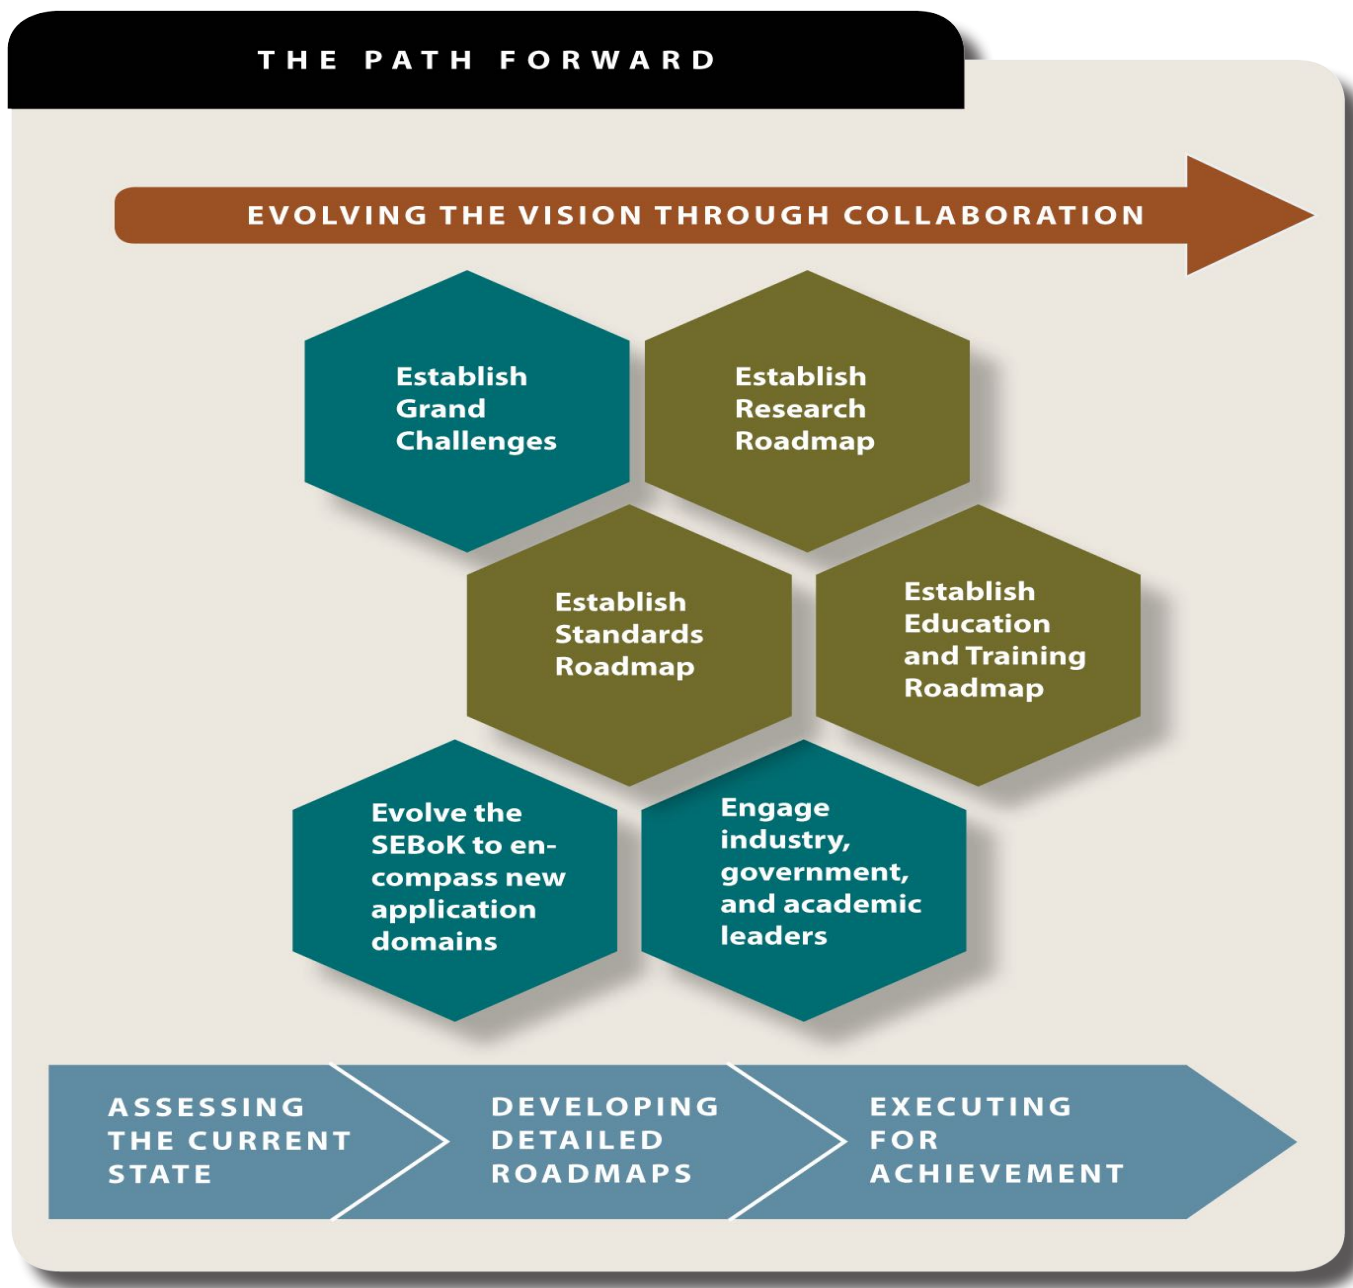 THE PATH FORWARD
EVOLVING THE VISION THROUGH COLLABORATION
Establish
Grand
Challenges
Establish
Research
Roadmap
Establish
Standards
Roadmap
Establish
Education
and Training
Roadmap
Evolve the
SEBoK to en-
compass new
application
domains
Engage
industry,
government,
and academic
leaders
ASSESSING
THE CURRENT
STATE
DEVELOPING
DETAILED
ROADMAPS
EXECUTING
FOR
ACHIEVEMENT